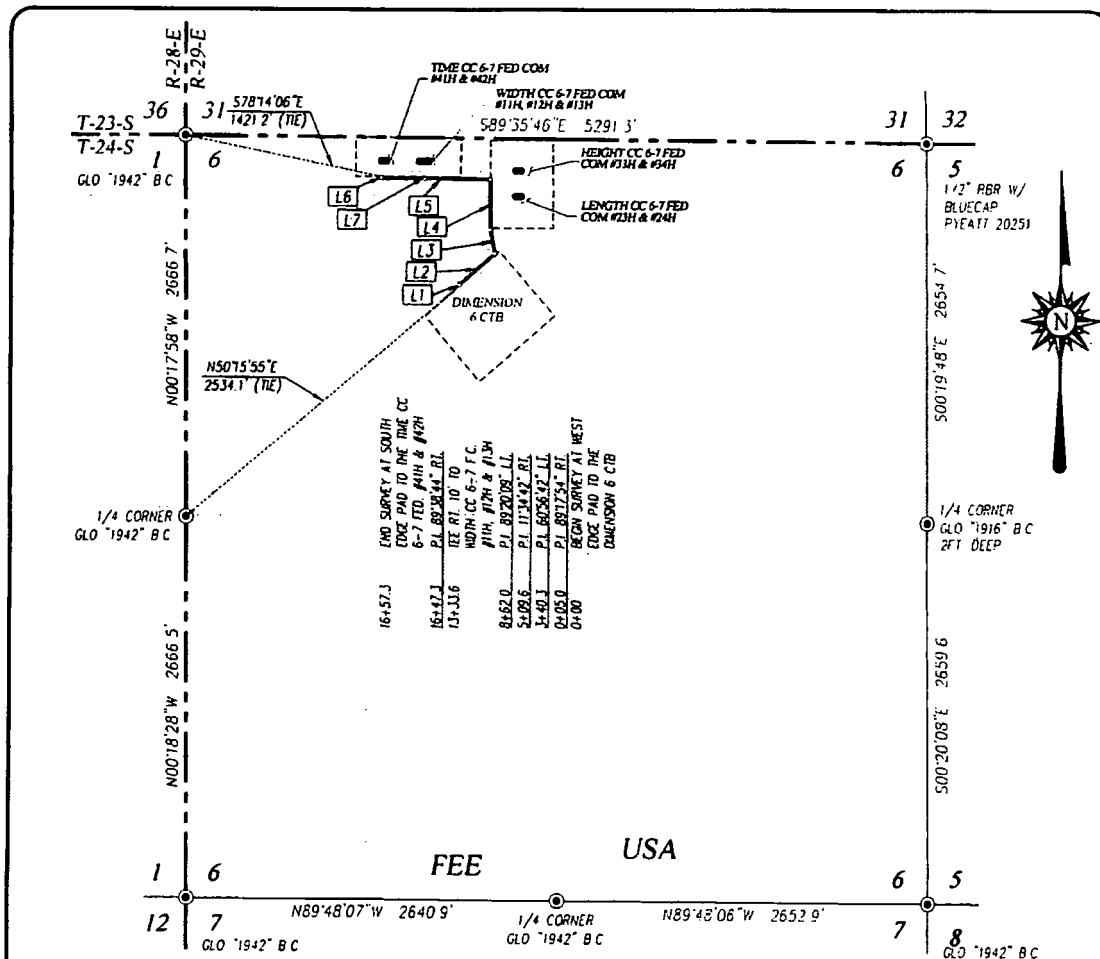 R-28-E
R-29-E
TIME CC 6-7 FED COM
#41H & #42H
WIDTH CC 6-7 FED COM
#11H, #12H & #13H
36 31
S78°14'06"E
1421 2' (TIE)
S89°35'46"E 5291 3'
31 32
T-23-S
T-24-S
1 6
6 5
GLO "1942" B C
HEIGHT CC 6-7 FED
COM #33H & #34H
1/2" RBR W/
BLUECAP
PYEATT 20251
L6
L7
L5
L4
LENGTH CC 6-7 FED
COM #23H & #24H
L3
L2
L1
DIMENSION
6 CTB
N00°17'58"W 2666 7'
S00°19'48"E 2654 7'
N
N50°15'55"E
2534.1' (TIE)
1/4 CORNER
GLO "1942" B C
1/4 CORNER
GLO "1916" B C
2FT DEEP
16+57.3 END SURVEY AT SOUTH
EDGE PAD TO THE TIME CC
6-7 FED. #41H & #42H
16+47.3 P.I. 89°38'44" RT.
13+33.6 TEE RT. 10' TO
WIDTH CC 6-7 F.C.
#11H, #12H & #13H
8+62.0 P.I. 89°20'09" LT.
5+09.6 P.I. 11°34'42" RT.
3+40.3 P.I. 60°56'42" LT.
0+05.0 P.I. 89°17'54" RT.
0+00 BEGIN SURVEY AT WEST
EDGE PAD TO THE
DIMENSION 6 CTB
N00°18'28"W 2666 5'
S00°20'08"E 2659 6
FEE
USA
1 6
6 5
N89°48'07"W 2640 9'
N89°43'06"W 2652 9'
12 7
1/4 CORNER
7 8
GLO "1942" B C
GLO "1942" B C
GLO "1942" B C